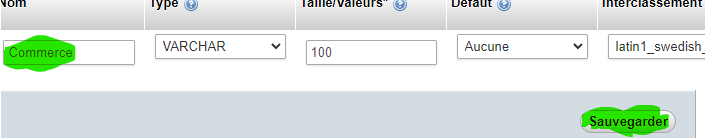 Nom Type Taille/Valeurs* Défaut Interclassement
Commerce VARCHAR 100 Aucune latin1_swedish_
Sauvegarder